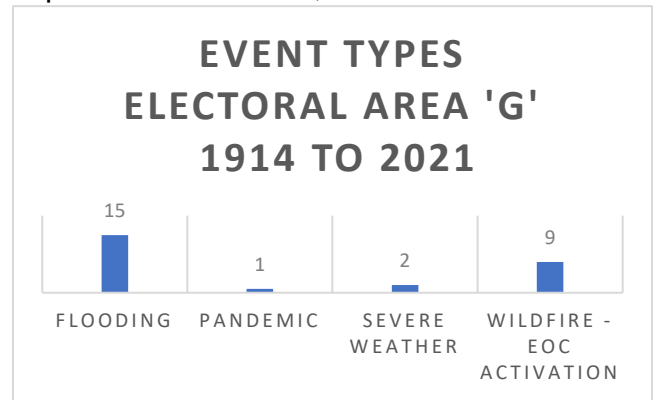 EVENT TYPES
ELECTORAL AREA 'G'
1914 TO 2021
15
1
2
9
FLOODING
PANDEMIC
SEVERE
WEATHER
WILDFIRE -
EOC
ACTIVATION